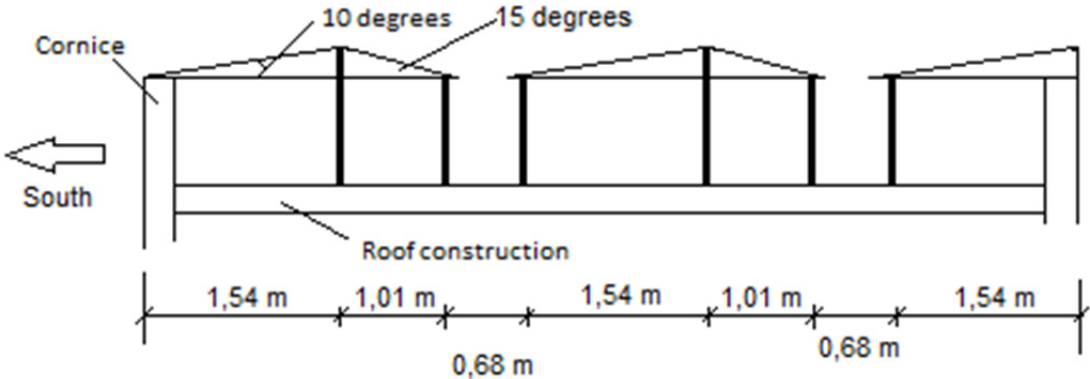 10 degrees
15 degrees
Cornice
South
Roof construction
1,54 m
1,01 m
1,54 m
1,01 m
1,54 m
0,68 m
0,68 m